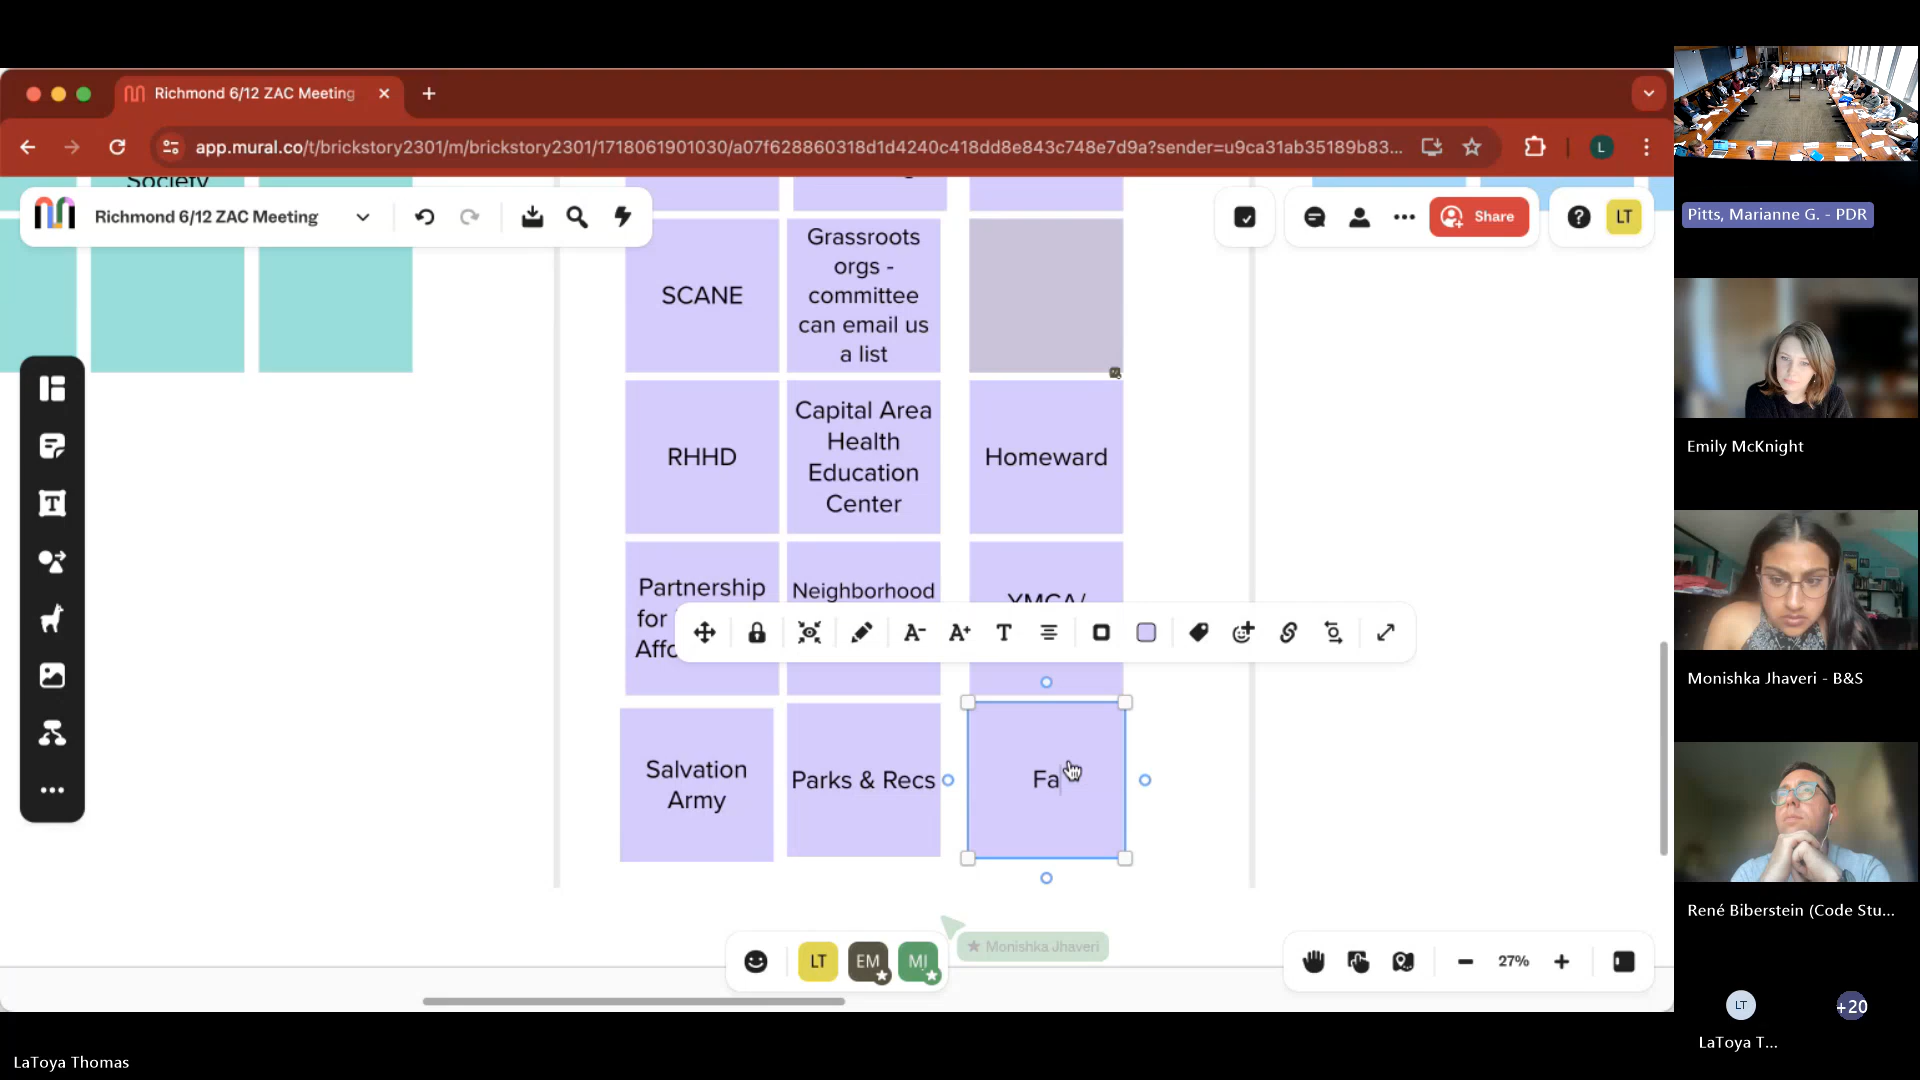 Richmond 6/12 ZAC Meeting
app.mural.co/t/brickstory2301/m/brickstory2301/1718061901030/a07f628860318d1d4240c418dd8e843c748e7d9a?sender=u9ca31ab35189b83...
L
Society
Richmond 6/12 ZAC Meeting
Share
LT
SCANE
Grassroots
orgs -
committee
can email us
a list
RHHD
Capital Area
Health
Education
Center
Homeward
Partnership
for
Neighborhood
YMCA/
A-
A+
T
Salvation
Army
Parks & Recs
Fa
Monishka Jhaveri
LT
EM
MJ
27%
Pitts, Marianne G. - PDR
Emily McKnight
Monishka Jhaveri - B&S
René Biberstein (Code Stu...
LT
+20
LaToya T...
LaToya Thomas